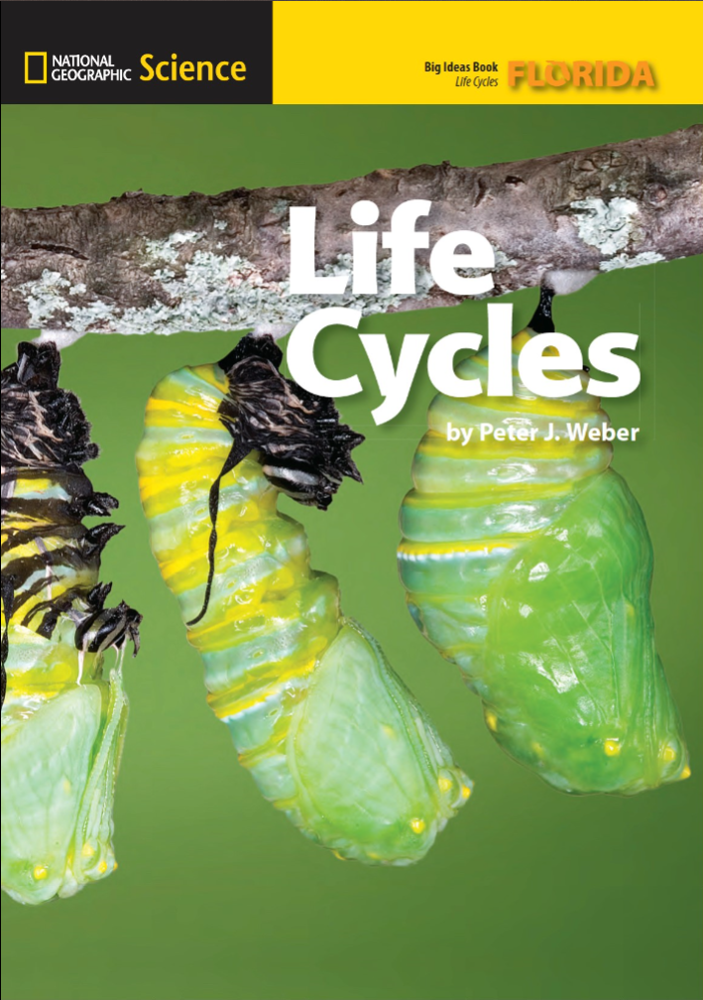 NATIONAL
GEOGRAPHIC
Science
Big Ideas Book
Life Cycles
FLORIDA
Life
Cycles
by Peter J. Weber